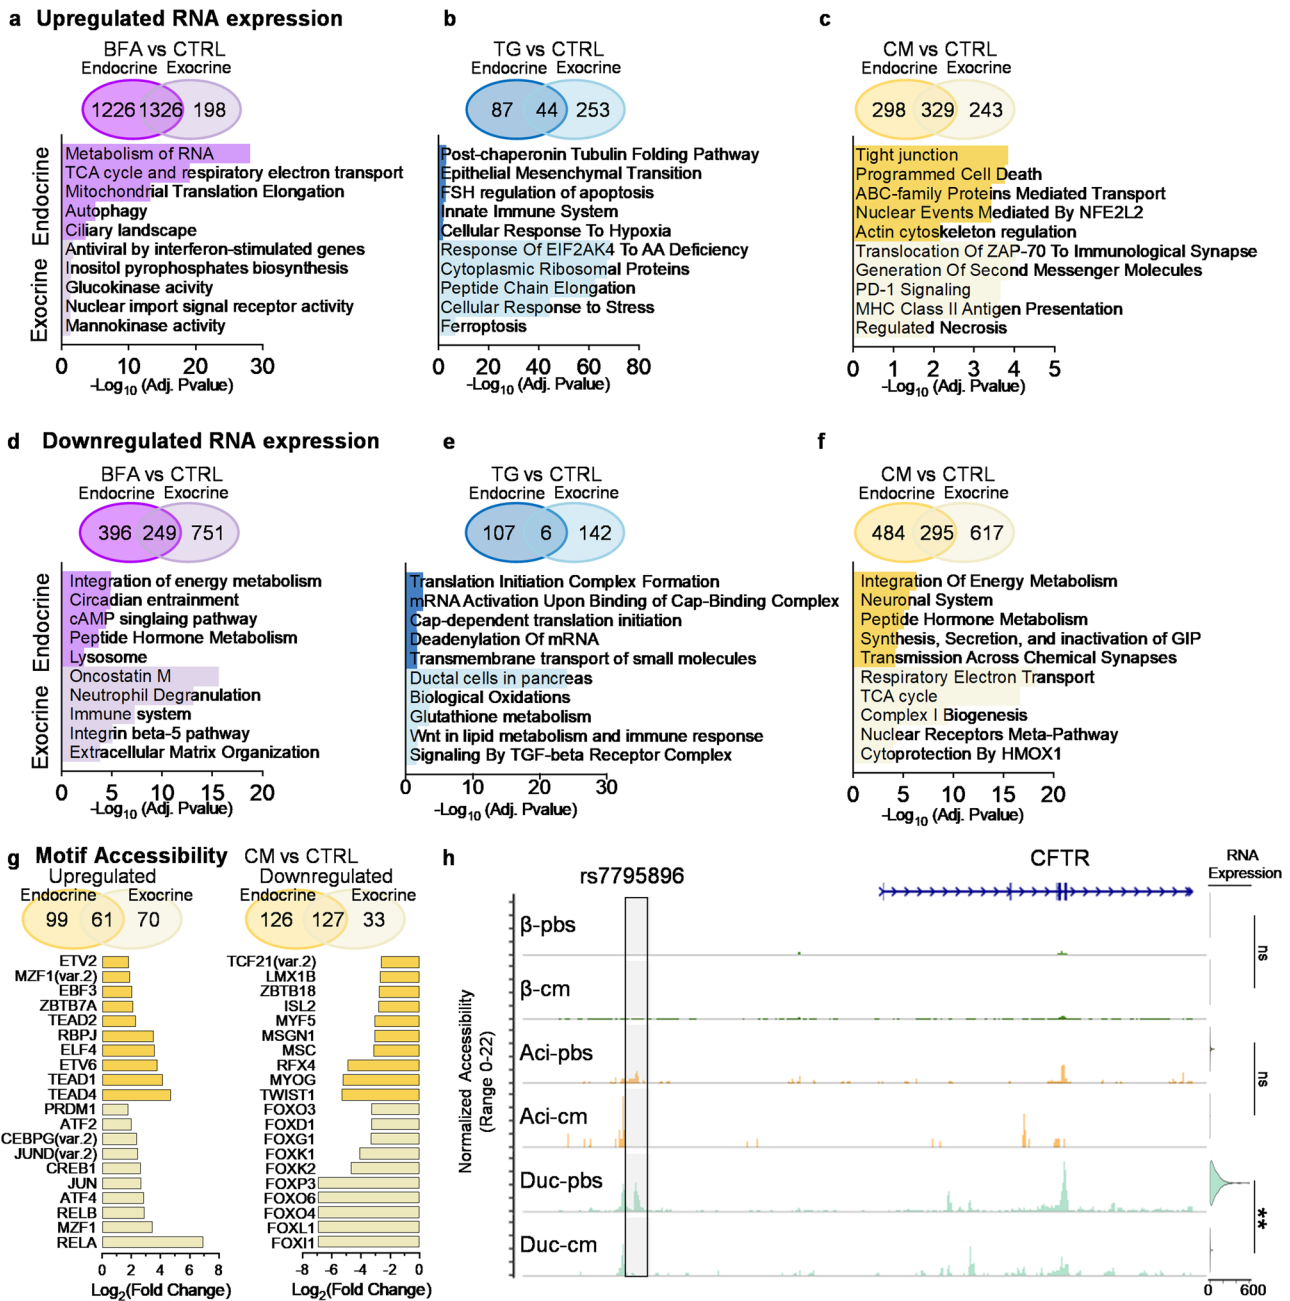 a Upregulated RNA expression
BFA vs CTRL
Endocrine Exocrine
1226 1326 198
Endocrine
Exocrine
Metabolism of RNA
TCA cycle and respiratory electron transport
Mitochondrial Translation Elongation
Autophagy
Ciliary landscape
Antiviral by interferon-stimulated genes
Inositol pyrophosphates biosynthesis
Glucokinase acivity
Nuclear import signal receptor activity
Mannokinase activity
0 10 20 30
-Log10 (Adj. Pvalue)
b
TG vs CTRL
Endocrine Exocrine
87 44 253
Post-chaperonin Tubulin Folding Pathway
Epithelial Mesenchymal Transition
FSH regulation of apoptosis
Innate Immune System
Cellular Response To Hypoxia
Response Of EIF2AK4 To AA Deficiency
Cytoplasmic Ribosomal Proteins
Peptide Chain Elongation
Cellular Response to Stress
Ferroptosis
0 20 40 60 80
-Log10 (Adj. Pvalue)
c
CM vs CTRL
Endocrine Exocrine
298 329 243
Tight junction
Programmed Cell Death
ABC-family Proteins Mediated Transport
Nuclear Events Mediated By NFE2L2
Actin cytoskeleton regulation
Translocation Of ZAP-70 To Immunological Synapse
Generation Of Second Messenger Molecules
PD-1 Signaling
MHC Class II Antigen Presentation
Regulated Necrosis
0 1 2 3 4 5
-Log10 (Adj. Pvalue)
d Downregulated RNA expression
BFA vs CTRL
Endocrine Exocrine
396 249 751
Endocrine
Exocrine
Integration of energy metabolism
Circadian entrainment
cAMP singlaing pathway
Peptide Hormone Metabolism
Lysosome
Oncostatin M
Neutrophil Degranulation
Immune system
Integrin beta-5 pathway
Extracellular Matrix Organization
0 5 10 15 20
-Log10 (Adj. Pvalue)
e
TG vs CTRL
Endocrine Exocrine
107 6 142
Translation Initiation Complex Formation
mRNA Activation Upon Binding of Cap-Binding Complex
Cap-dependent translation initiation
Deadenylation Of mRNA
Transmembrane transport of small molecules
Ductal cells in pancreas
Biological Oxidations
Glutathione metabolism
Wnt in lipid metabolism and immune response
Signaling By TGF-beta Receptor Complex
0 10 20 30
-Log10 (Adj. Pvalue)
f
CM vs CTRL
Endocrine Exocrine
484 295 617
Integration Of Energy Metabolism
Neuronal System
Peptide Hormone Metabolism
Synthesis, Secretion, and inactivation of GIP
Transmission Across Chemical Synapses
Respiratory Electron Transport
TCA cycle
Complex I Biogenesis
Nuclear Receptors Meta-Pathway
Cytoprotection By HMOX1
0 5 10 15 20
-Log10 (Adj. Pvalue)
g Motif Accessibility CM vs CTRL
Upregulated
Endocrine Exocrine
99 61 70
ETV2
MZF1(var.2)
EBF3
ZBTB7A
TEAD2
RBPJ
ELF4
ETV6
TEAD1
TEAD4
PRDM1
ATF2
CEBPG(var.2)
JUND(var.2)
CREB1
JUN
ATF4
RELB
MZF1
RELA
0 2 4 6 8
Log2(Fold Change)
Downregulated
Endocrine Exocrine
126 127 33
TCF21(var.2)
LMX1B
ZBTB18
ISL2
MYF5
MSGN1
MSC
RFX4
MYOG
TWIST1
FOXO3
FOXD1
FOXG1
FOXK1
FOXK2
FOXP3
FOXO6
FOXO4
FOXL1
FOXI1
-8 -6 -4 -2 0
Log2(Fold Change)
h
rs7795896
CFTR
RNA
Expression
Normalized Accessibility
(Range 0-22)
β-pbs
β-cm
ns
Aci-pbs
Aci-cm
ns
Duc-pbs
Duc-cm
**
0 600